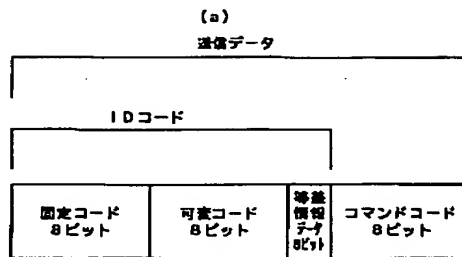 (a)
送信データ
IDコード
固定コード
8ビット
可変コード
8ビット
等差
情報
データ
8ビット
コマンドコード
8ビット